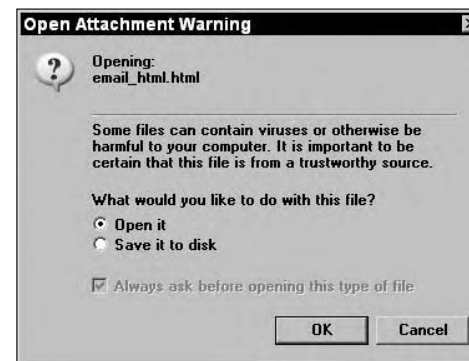 Open Attachment Warning
Opening:
email_html.html
Some files can contain viruses or otherwise be
harmful to your computer. It is important to be
certain that this file is from a trustworthy source.
What would you like to do with this file?
Open it
Save it to disk
Always ask before opening this type of file
OK
Cancel